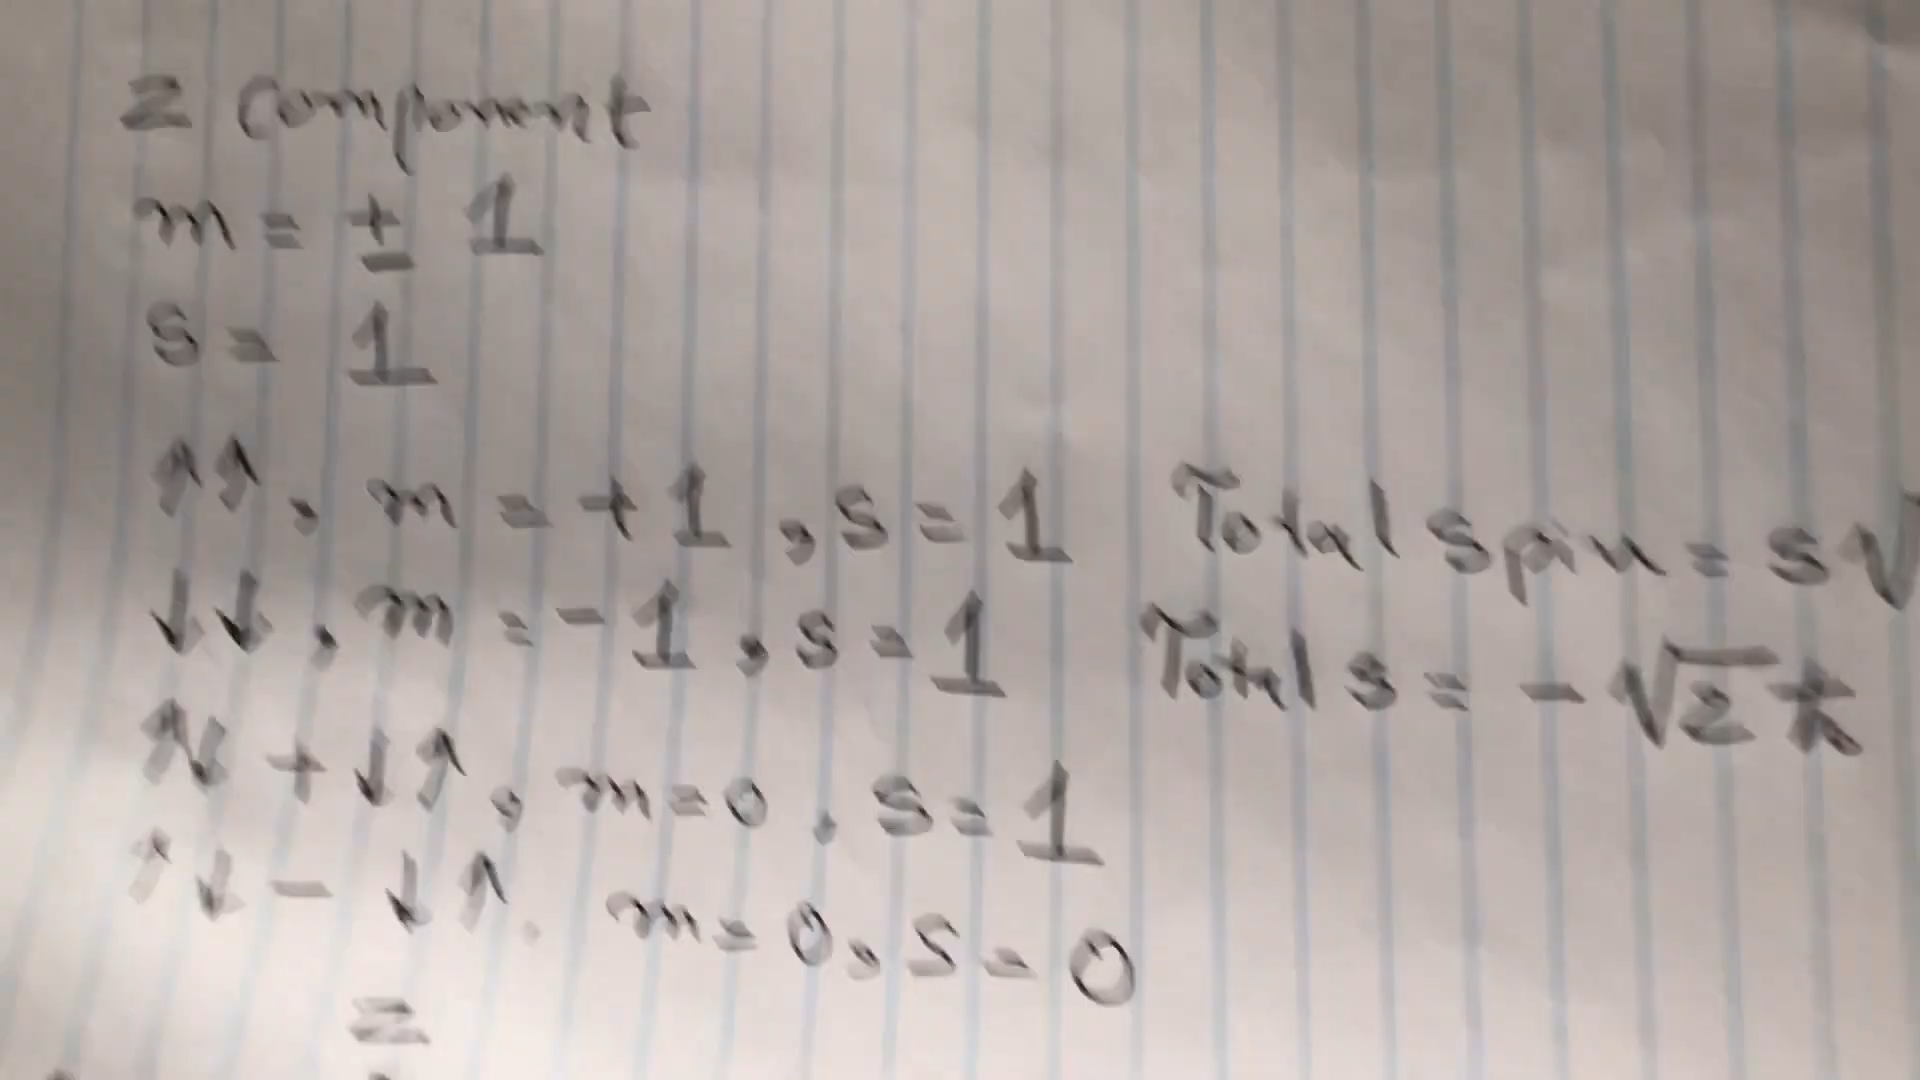 z component
m = ± 1
s = 1
↑↑, m = +1, s = 1 Total spin = s√
↓↓, m = -1, s = 1 Total s = -√2 ħ
↑↓ + ↓↑, m = 0, s = 1
↑↓ - ↓↑. m = 0, s = 0
=